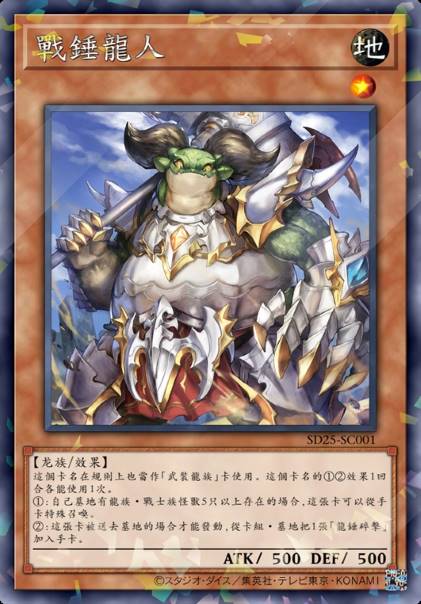 戰錘龍人
地
SD25-SC001
【龙族/效果】
這個卡名在規則上也當作「武裝龍族」卡使用。這個卡名的①②效果1回
合各能使用1次。
①:自己墓地有龍族・戰士族怪獸5只以上存在的場合,這張卡可以從手
卡特殊召喚。
②:這張卡被送去墓地的場合才能發動,從卡組・墓地把1張「龍錘碎擊」
加入手卡。
ATK/ 500 DEF/ 500
©スタジオ・ダイス/集英社・テレビ東京・KONAMI